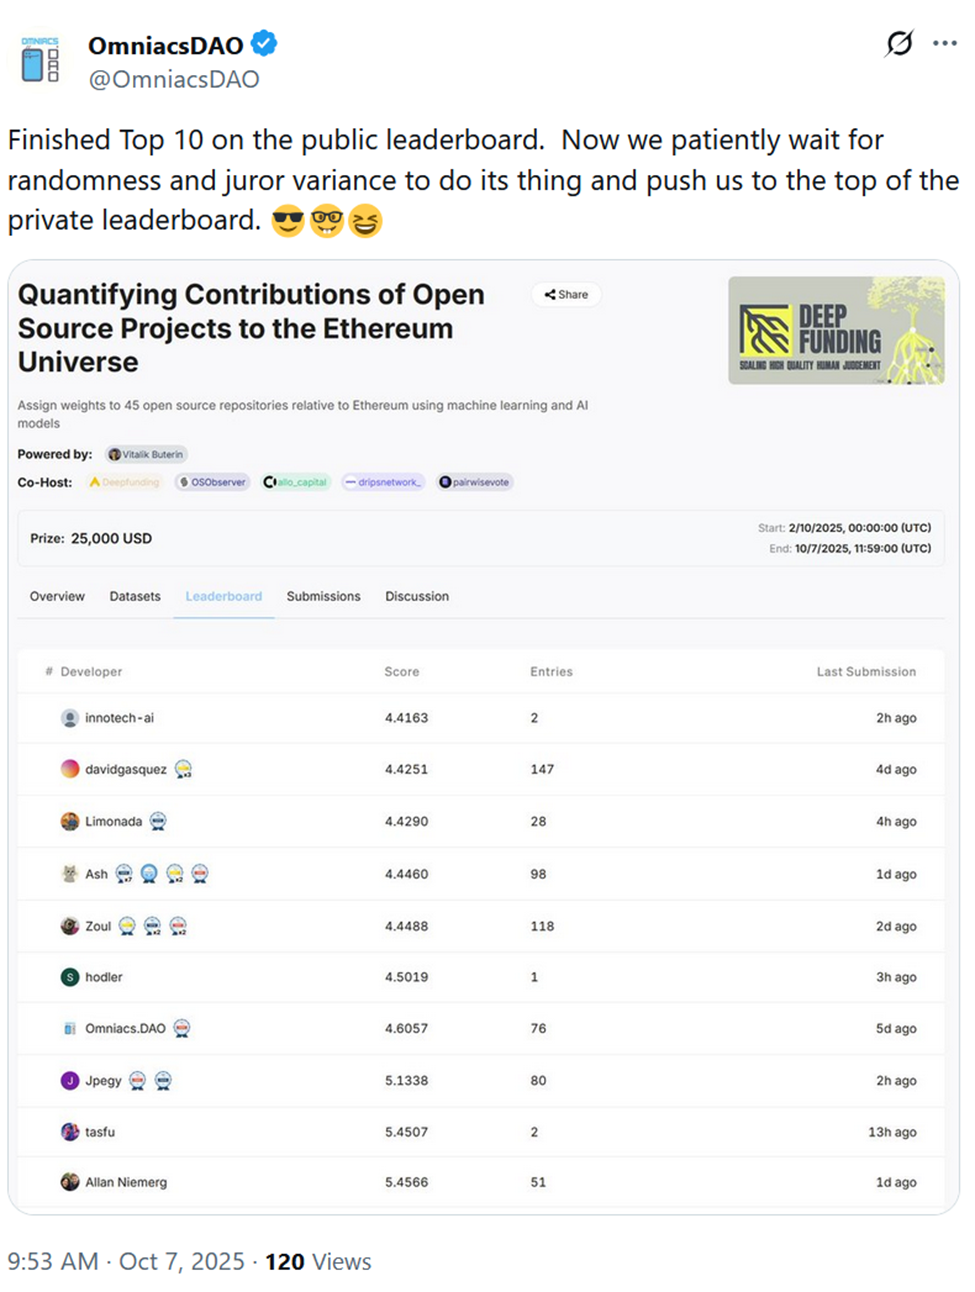 OMNIACS
OmniacsDAO
@OmniacsDAO
Finished Top 10 on the public leaderboard.  Now we patiently wait for
randomness and juror variance to do its thing and push us to the top of the
private leaderboard. 😎🤓😆
Quantifying Contributions of Open
Source Projects to the Ethereum
Universe
Share
DEEP
FUNDING
SCALING HIGH QUALITY HUMAN JUDGEMENT
Assign weights to 45 open source repositories relative to Ethereum using machine learning and AI
models
Powered by: Vitalik Buterin
Co-Host: Deepfunding OSObserver allo_capital dripsnetwork_ pairwisevote
Prize: 25,000 USD
Start: 2/10/2025, 00:00:00 (UTC)
End: 10/7/2025, 11:59:00 (UTC)
Overview Datasets Leaderboard Submissions Discussion
# Developer Score Entries Last Submission
innotech-ai 4.4163 2 2h ago
davidgasquez x3 4.4251 147 4d ago
Limonada 4.4290 28 4h ago
Ash x7 x2 4.4460 98 1d ago
Zoul x2 x2 4.4488 118 2d ago
S hodler 4.5019 1 3h ago
Omniacs.DAO 4.6057 76 5d ago
J Jpegy 5.1338 80 2h ago
tasfu 5.4507 2 13h ago
Allan Niemerg 5.4566 51 1d ago
9:53 AM · Oct 7, 2025 · 120 Views